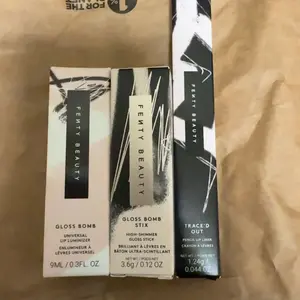 FOR THE
FENTY BEAUTY
GLOSS BOMB
UNIVERSAL
LIP LUMINIZER
ENLUMINEUR À
LÈVRES UNIVERSEL
9ML / 0.3FL. OZ
FENTY BEAUTY
GLOSS BOMB
STIX
HIGH-SHIMMER
GLOSS STICK
BRILLANT À LÈVRES EN
BÂTON ULTRA-SCINTILLANT
3.6g / 0.12 OZ
FENTY BEAUTY
TRACE'D
OUT
PENCIL LIP LINER
CRAYON À LÈVRES
1.24g /
0.044 OZ